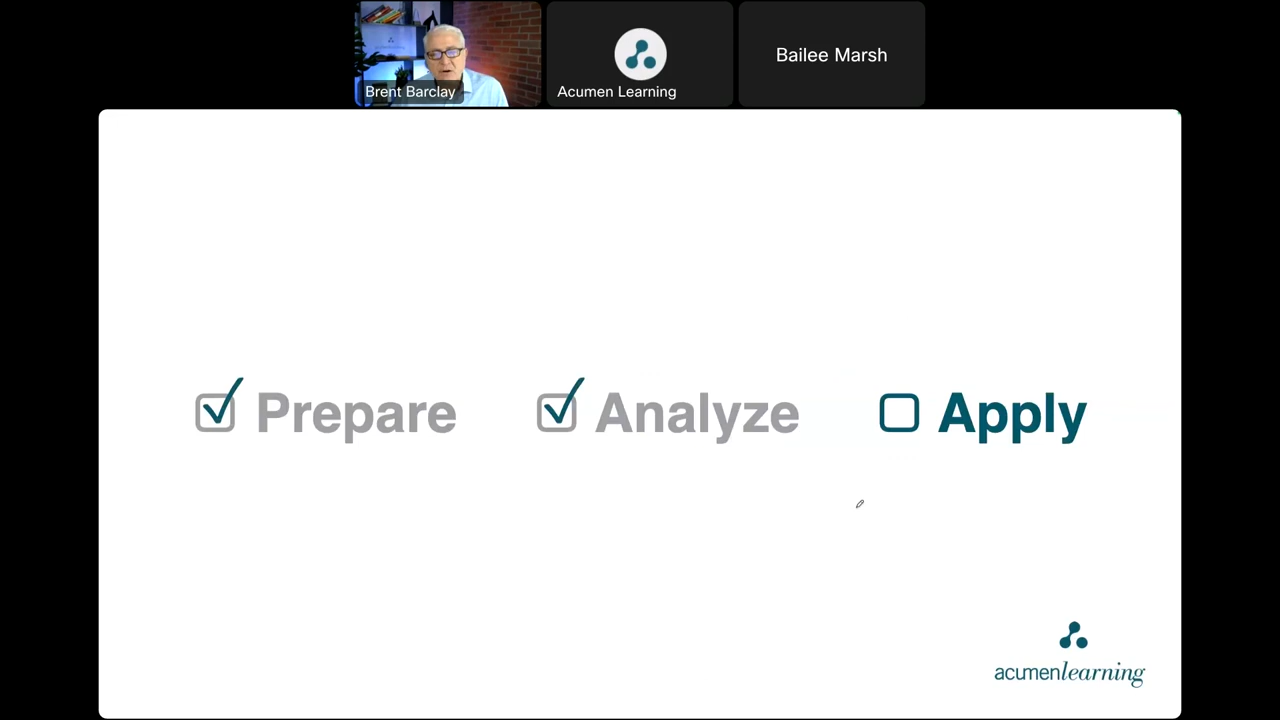 Brent Barclay
Acumen Learning
Bailee Marsh
Prepare
Analyze
Apply
acumenlearning